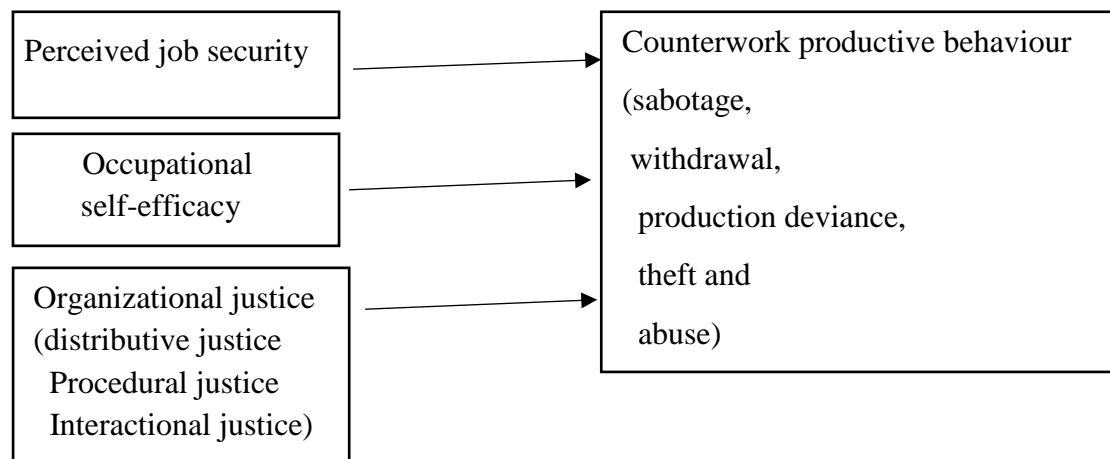 Perceived job security
Occupational
self-efficacy
Organizational justice
(distributive justice
Procedural justice
Interactional justice)
Counterwork productive behaviour
(sabotage,
withdrawal,
production deviance,
theft and
abuse)